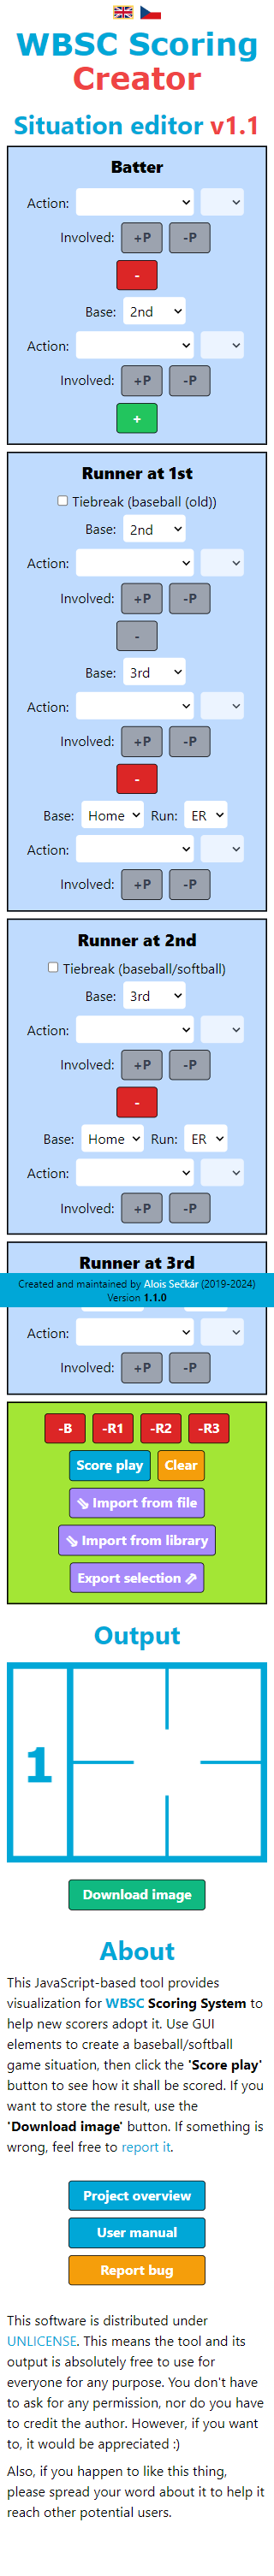 WBSC Scoring
Creator
Situation editor v1.1
Batter
Action:
Involved: +P -P
-
Base: 2nd
Action:
Involved: +P -P
+
Runner at 1st
Tiebreak (baseball (old))
Base: 2nd
Action:
Involved: +P -P
-
Base: 3rd
Action:
Involved: +P -P
-
Base: Home Run: ER
Action:
Involved: +P -P
Runner at 2nd
Tiebreak (baseball/softball)
Base: 3rd
Action:
Involved: +P -P
-
Base: Home Run: ER
Action:
Involved: +P -P
Runner at 3rd
Created and maintained by Alois Sečkár (2019-2024)
Version 1.1.0
Action:
Involved: +P -P
-B -R1 -R2 -R3
Score play Clear
⇘ Import from file
⇘ Import from library
Export selection ⇗
Output
1
Download image
About
This JavaScript-based tool provides
visualization for WBSC Scoring System to
help new scorers adopt it. Use GUI
elements to create a baseball/softball
game situation, then click the 'Score play'
button to see how it shall be scored. If you
want to store the result, use the
'Download image' button. If something is
wrong, feel free to report it.
Project overview
User manual
Report bug
This software is distributed under
UNLICENSE. This means the tool and its
output is absolutely free to use for
everyone for any purpose. You don't have
to ask for any permission, nor do you have
to credit the author. However, if you want
to, it would be appreciated :)
Also, if you happen to like this thing,
please spread your word about it to help it
reach other potential users.